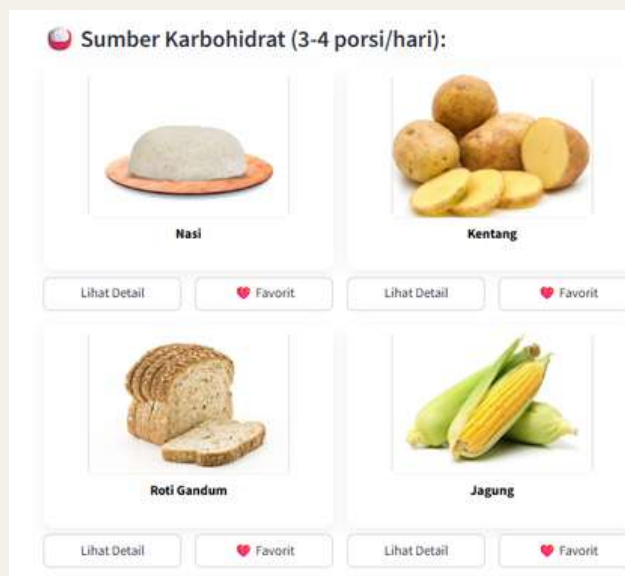 Sumber Karbohidrat (3-4 porsi/hari):
Nasi
Kentang
Lihat Detail
Favorit
Lihat Detail
Favorit
Roti Gandum
Jagung
Lihat Detail
Favorit
Lihat Detail
Favorit